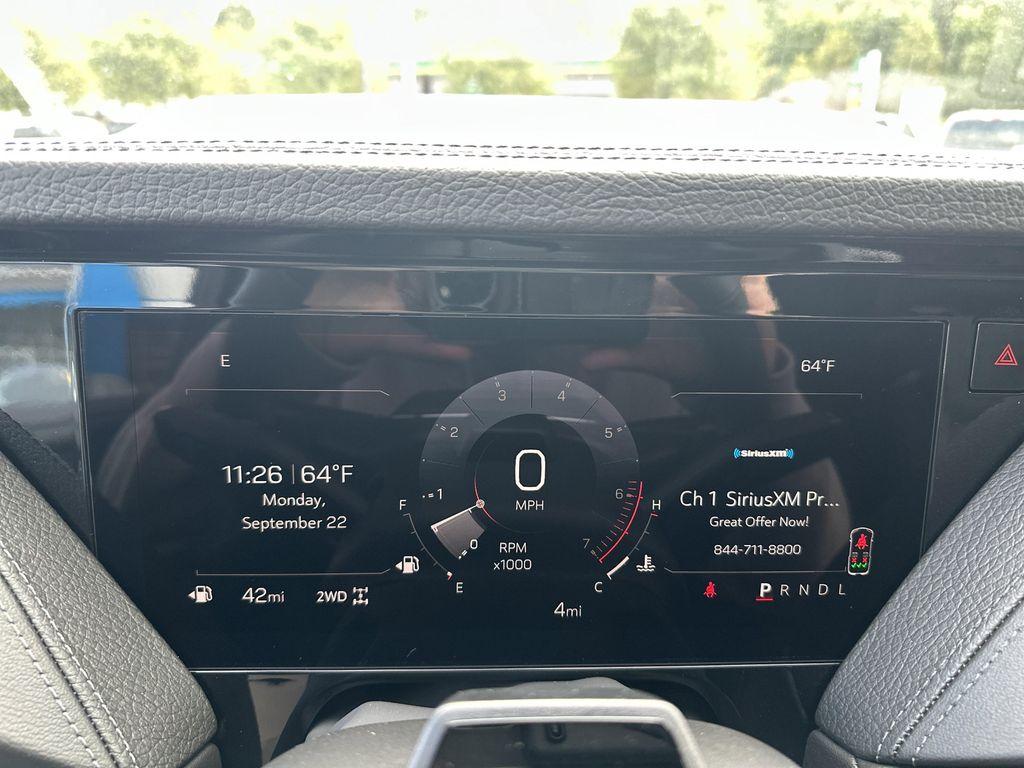 E
64°F
11:26 | 64°F
Monday,
September 22
42mi
2WD
F
E
0
1
2
3
4
5
6
7
0
MPH
RPM
x1000
4mi
H
C
SiriusXM
Ch 1 SiriusXM Pr...
Great Offer Now!
844-711-8800
P R N D L